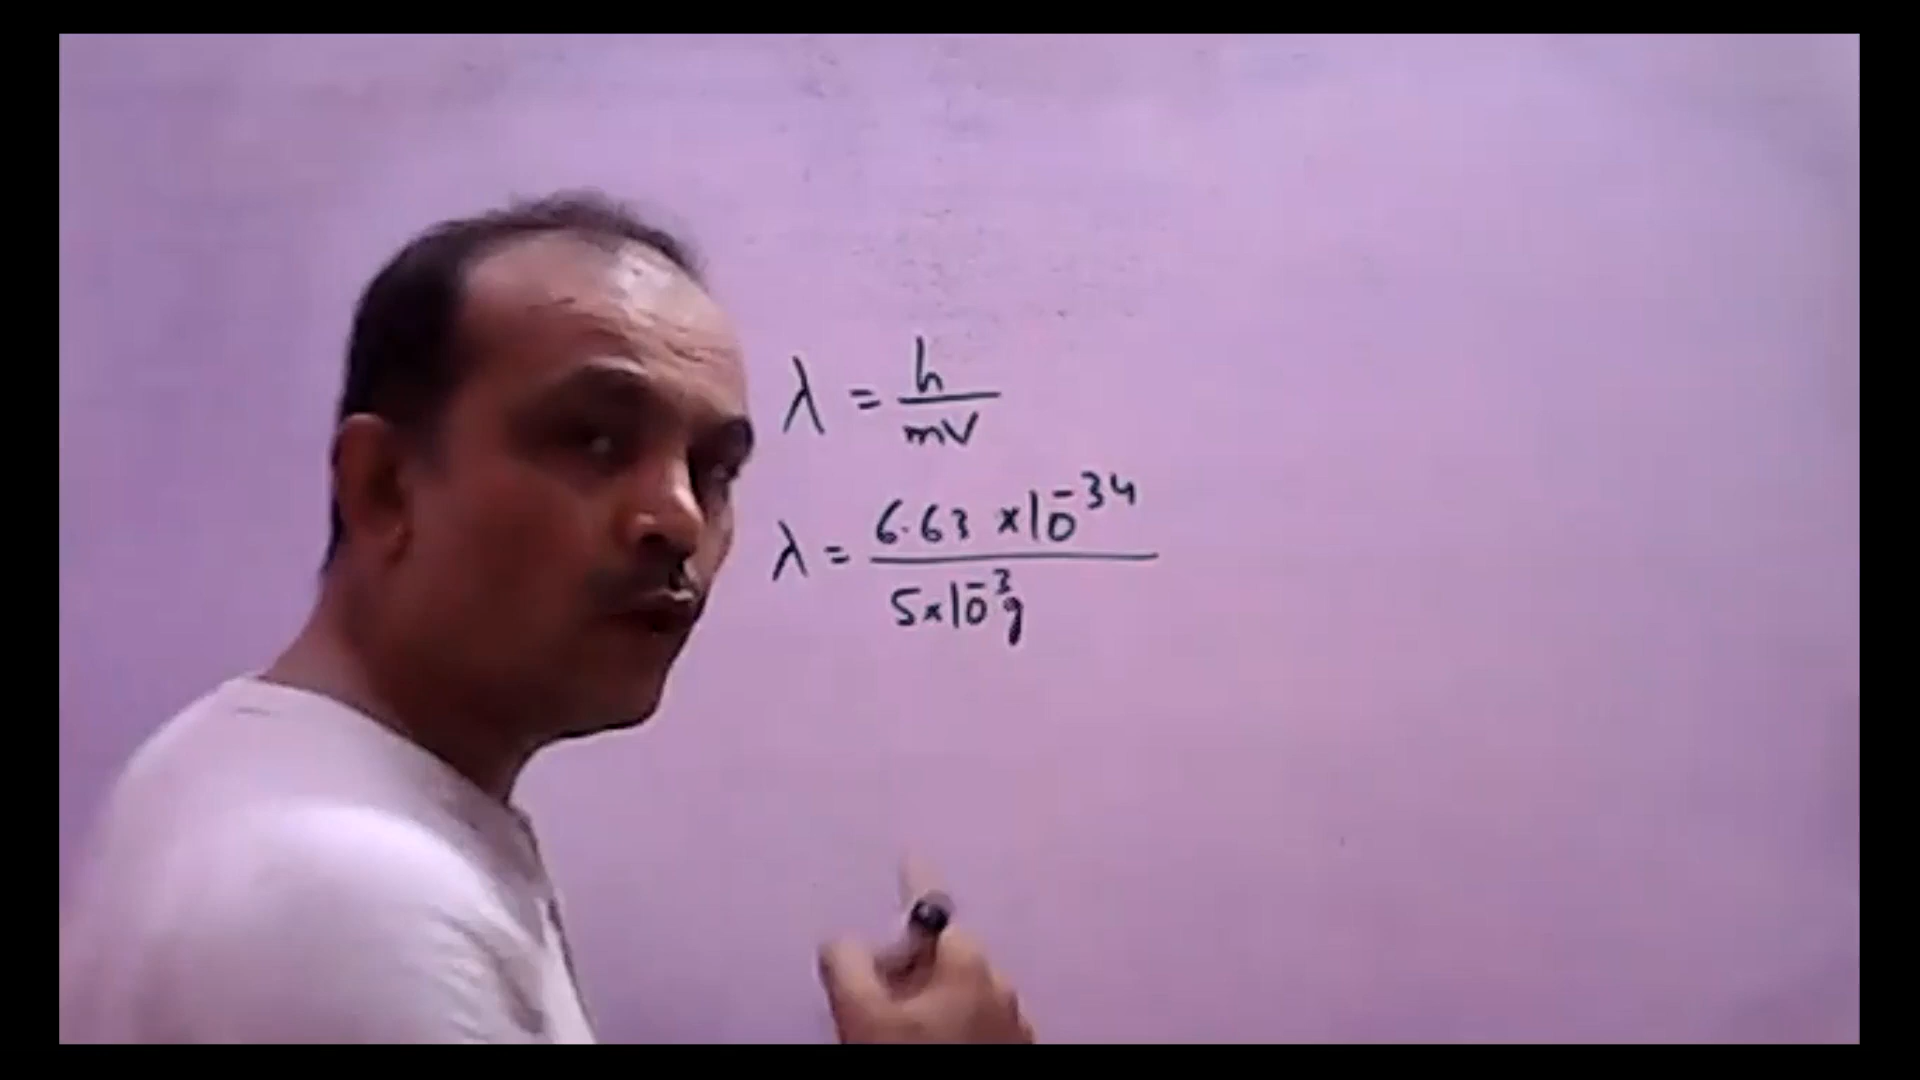 λ = h/mV
λ = 6.63 × 10⁻³⁴ / 5 × 10⁻³ g